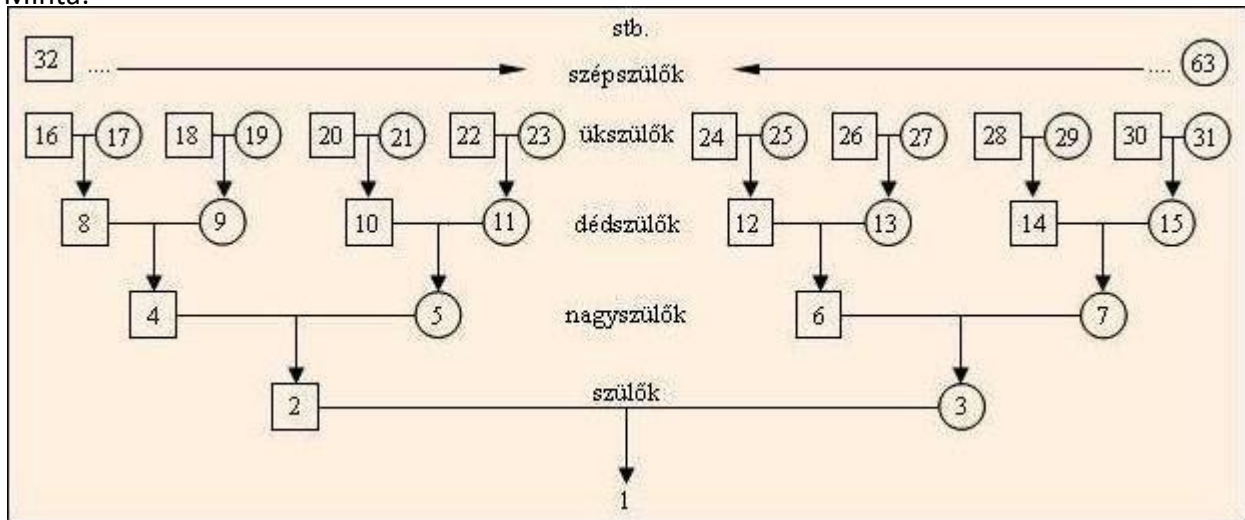 Minta:
stb.
32 .... szépszülők .... 63
16 17 18 19 20 21 22 23 ükszülők 24 25 26 27 28 29 30 31
8 9 10 11 dédszülők 12 13 14 15
4 5 nagyszülők 6 7
szülők
2 3
1